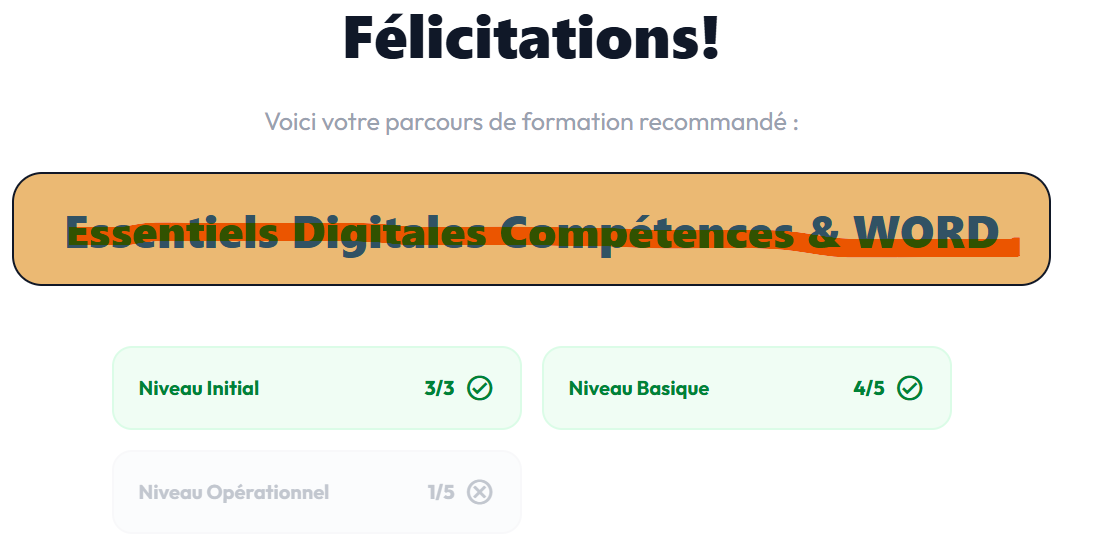 Félicitations!
Voici votre parcours de formation recommandé :
Essentiels Digitales Compétences & WORD
Niveau Initial 3/3
Niveau Basique 4/5
Niveau Opérationnel 1/5